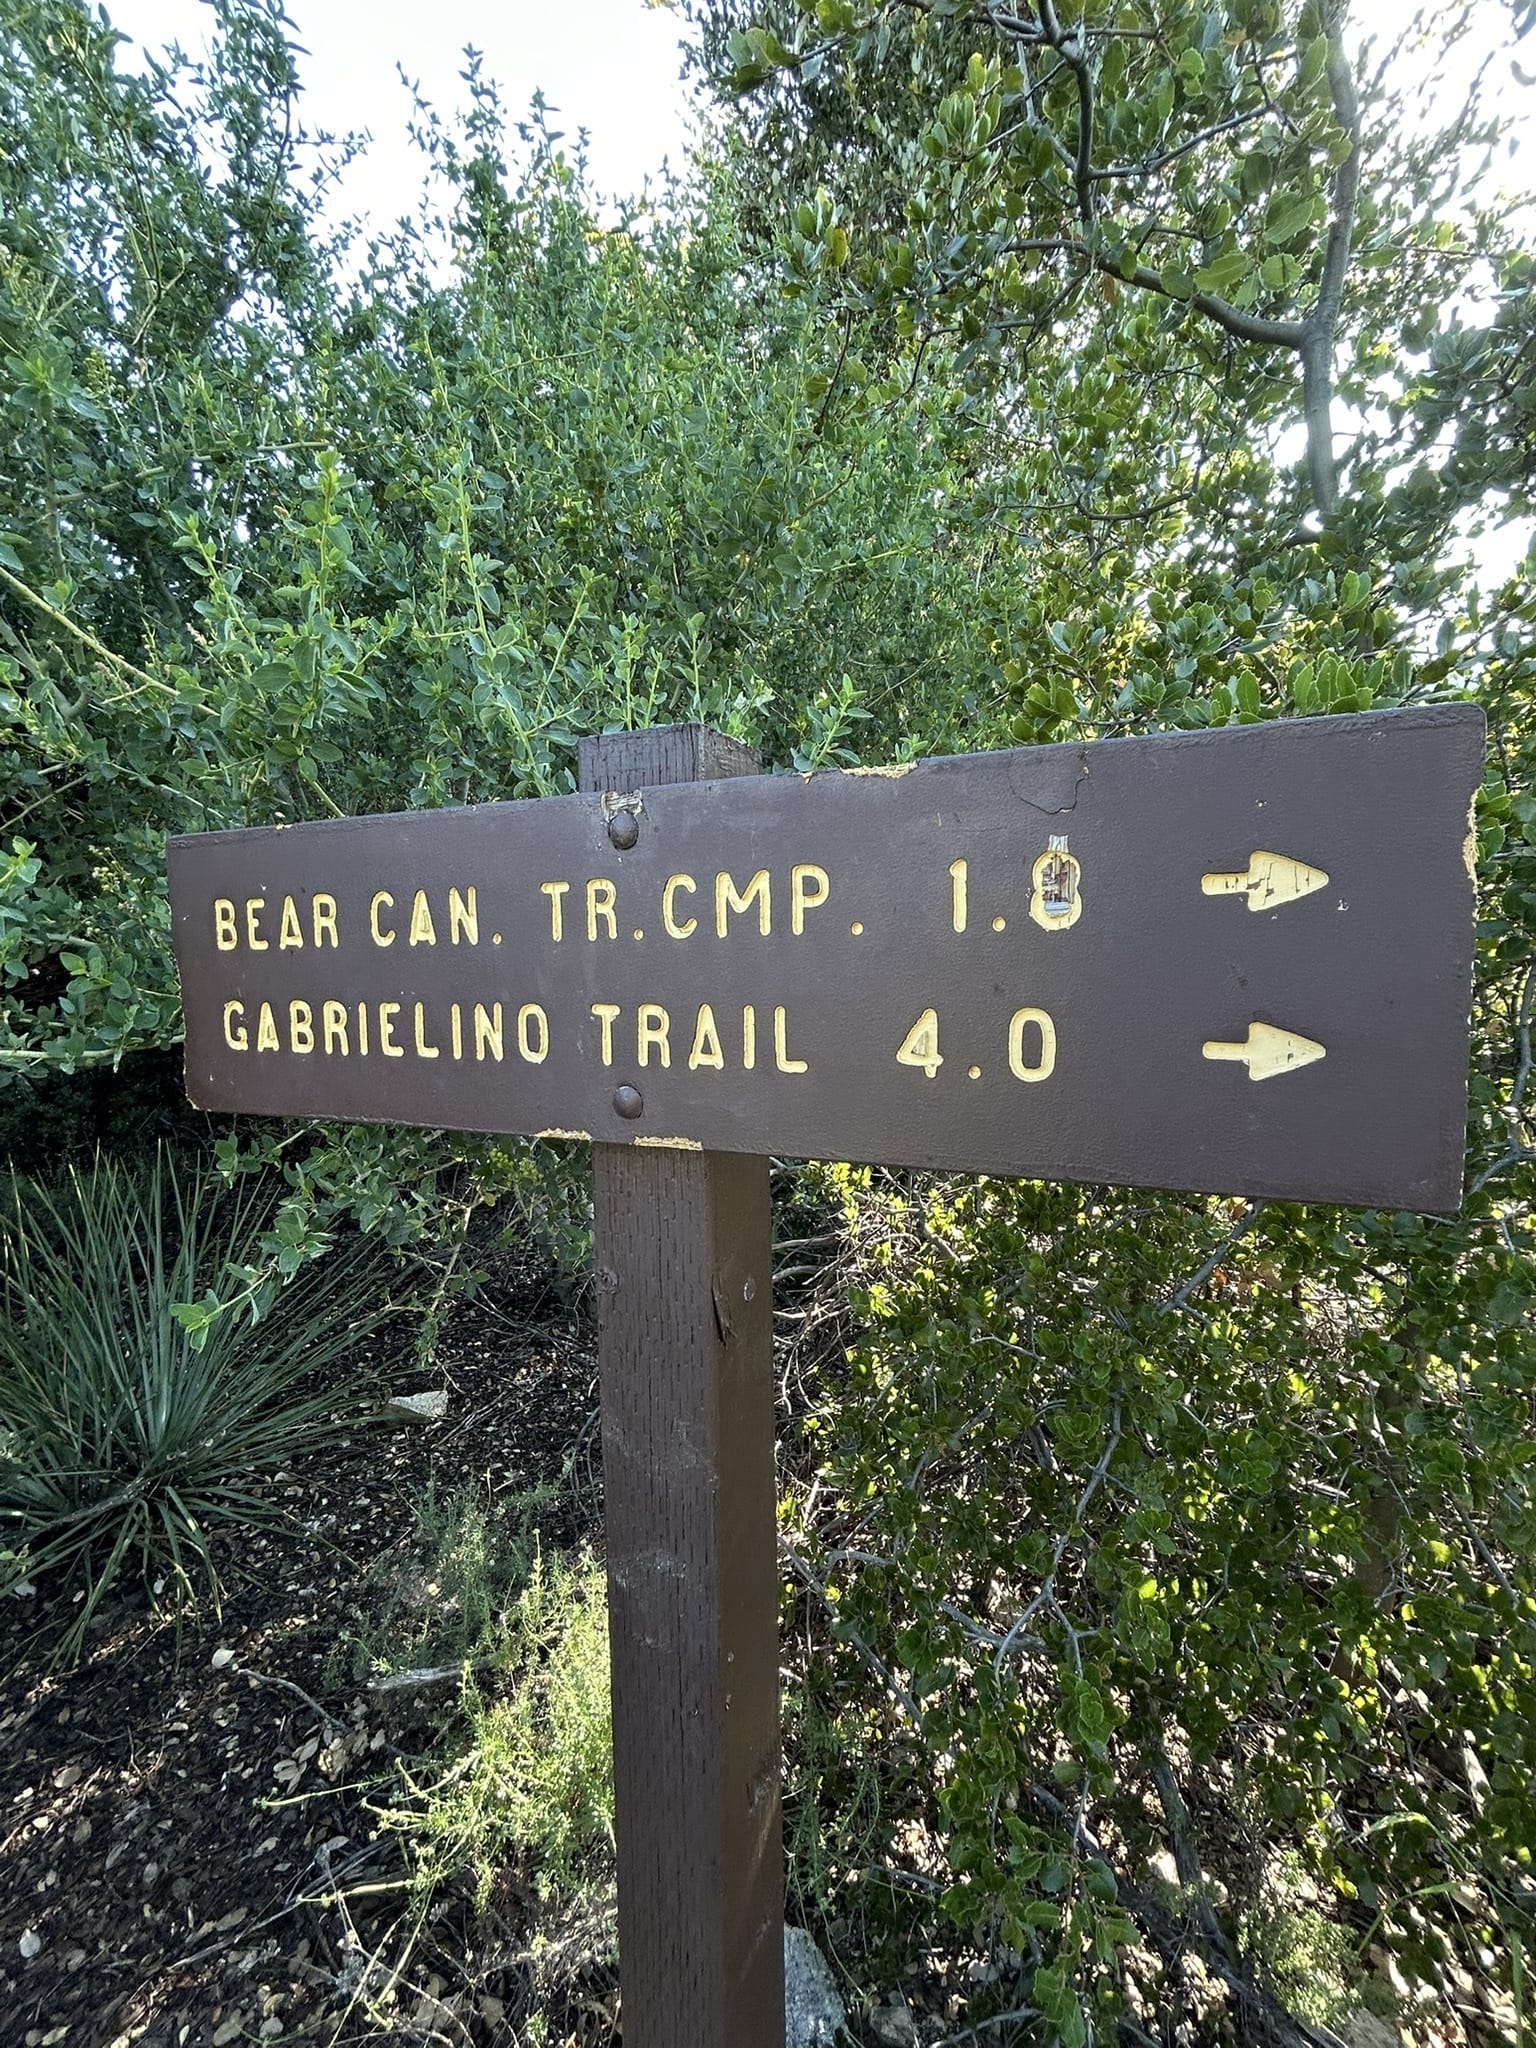 BEAR CAN. TR. CMP. 1.8 →
GABRIELINO TRAIL 4.0 →